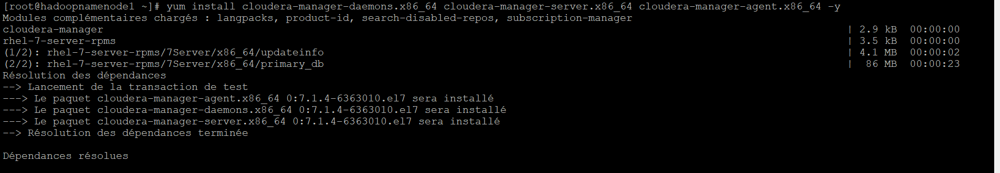 [root@hadoopnamenode1 ~]# yum install cloudera-manager-daemons.x86_64 cloudera-manager-server.x86_64 cloudera-manager-agent.x86_64 -y
Modules complémentaires chargés : langpacks, product-id, search-disabled-repos, subscription-manager
cloudera-manager | 2.9 kB 00:00:00
rhel-7-server-rpms | 3.5 kB 00:00:00
(1/2): rhel-7-server-rpms/7Server/x86_64/updateinfo | 4.1 MB 00:00:02
(2/2): rhel-7-server-rpms/7Server/x86_64/primary_db | 86 MB 00:00:23
Résolution des dépendances
--> Lancement de la transaction de test
---> Le paquet cloudera-manager-agent.x86_64 0:7.1.4-6363010.el7 sera installé
---> Le paquet cloudera-manager-daemons.x86_64 0:7.1.4-6363010.el7 sera installé
---> Le paquet cloudera-manager-server.x86_64 0:7.1.4-6363010.el7 sera installé
--> Résolution des dépendances terminée
Dépendances résolues